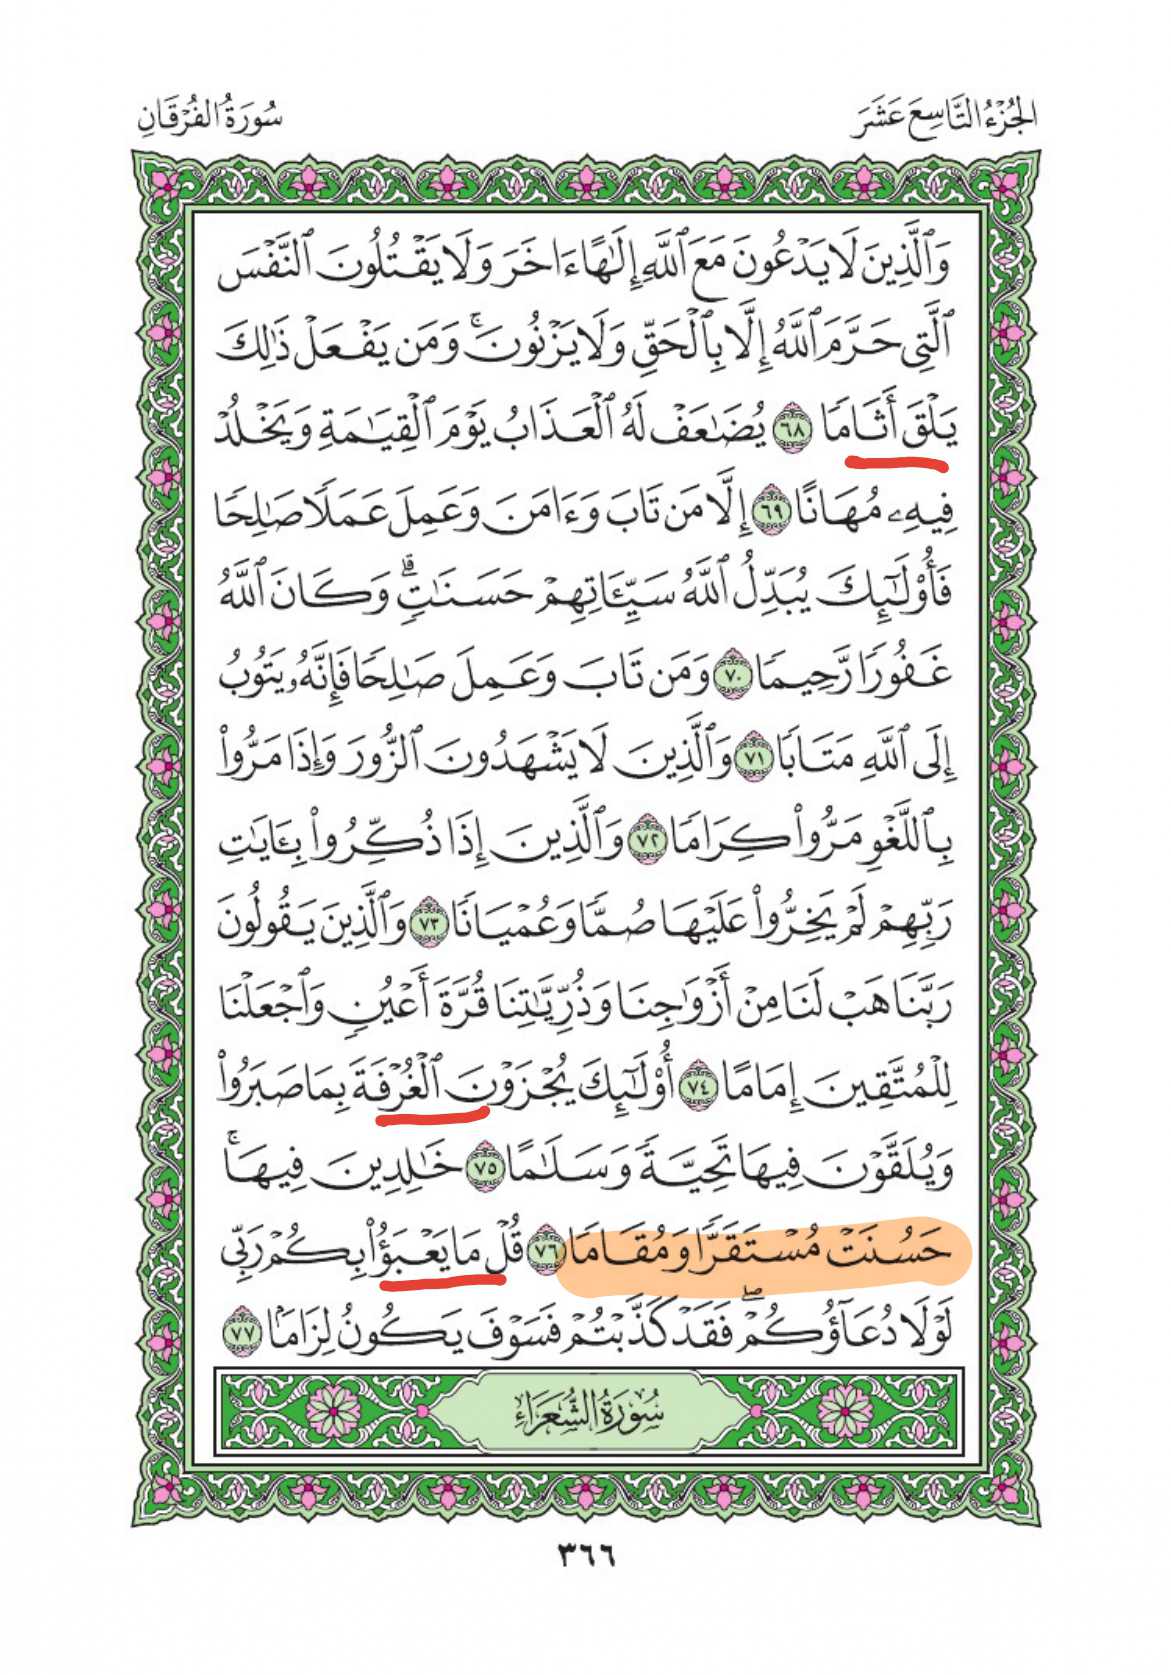 الجُزْءُ التَّاسِعَ عَشَرَ
سُورَةُ الفُرْقَانِ
وَٱلَّذِينَ لَا يَدْعُونَ مَعَ ٱللَّهِ إِلَٰهًا ءَاخَرَ وَلَا يَقْتُلُونَ ٱلنَّفْسَ
ٱلَّتِى حَرَّمَ ٱللَّهُ إِلَّا بِٱلْحَقِّ وَلَا يَزْنُونَ ۚ وَمَن يَفْعَلْ ذَٰلِكَ
يَلْقَ أَثَامًا ٦٨ يُضَٰعَفْ لَهُ ٱلْعَذَابُ يَوْمَ ٱلْقِيَٰمَةِ وَيَخْلُدْ
فِيهِۦ مُهَانًا ٦٩ إِلَّا مَن تَابَ وَءَامَنَ وَعَمِلَ عَمَلًا صَٰلِحًا
فَأُو۟لَٰٓئِكَ يُبَدِّلُ ٱللَّهُ سَيِّـَٔاتِهِمْ حَسَنَٰتٍ ۗ وَكَانَ ٱللَّهُ
غَفُورًا رَّحِيمًا ٧٠ وَمَن تَابَ وَعَمِلَ صَٰلِحًا فَإِنَّهُۥ يَتُوبُ
إِلَى ٱللَّهِ مَتَابًا ٧١ وَٱلَّذِينَ لَا يَشْهَدُونَ ٱلزُّورَ وَإِذَا مَرُّوا۟
بِٱللَّغْوِ مَرُّوا۟ كِرَامًا ٧٢ وَٱلَّذِينَ إِذَا ذُكِّرُوا۟ بِـَٔايَٰتِ
رَبِّهِمْ لَمْ يَخِرُّوا۟ عَلَيْهَا صُمًّا وَعُمْيَانًا ٧٣ وَٱلَّذِينَ يَقُولُونَ
رَبَّنَا هَبْ لَنَا مِنْ أَزْوَٰجِنَا وَذُرِّيَّٰتِنَا قُرَّةَ أَعْيُنٍ وَٱجْعَلْنَا
لِلْمُتَّقِينَ إِمَامًا ٧٤ أُو۟لَٰٓئِكَ يُجْزَوْنَ ٱلْغُرْفَةَ بِمَا صَبَرُوا۟
وَيُلَقَّوْنَ فِيهَا تَحِيَّةً وَسَلَٰمًا ٧٥ خَٰلِدِينَ فِيهَا ۚ
حَسُنَتْ مُسْتَقَرًّا وَمُقَامًا ٧٦ قُلْ مَا يَعْبَؤُا۟ بِكُمْ رَبِّى
لَوْلَا دُعَآؤُكُمْ ۖ فَقَدْ كَذَّبْتُمْ فَسَوْفَ يَكُونُ لِزَامًۢا ٧٧
سُورَةُ الشُّعَرَاءِ
٣٦٦